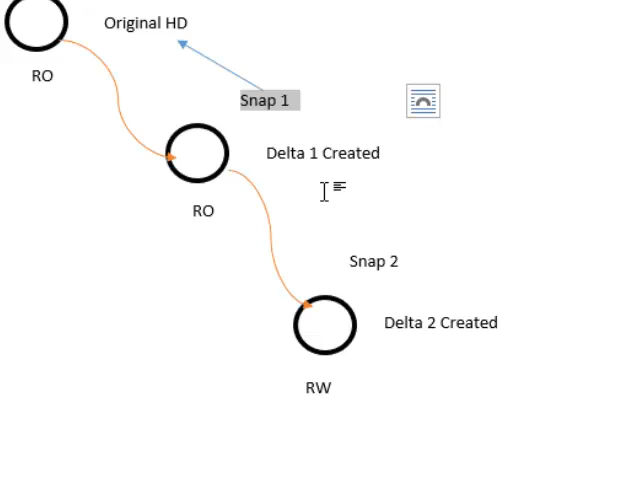 Original HD
RO
Snap 1
Delta 1 Created
RO
Snap 2
Delta 2 Created
RW